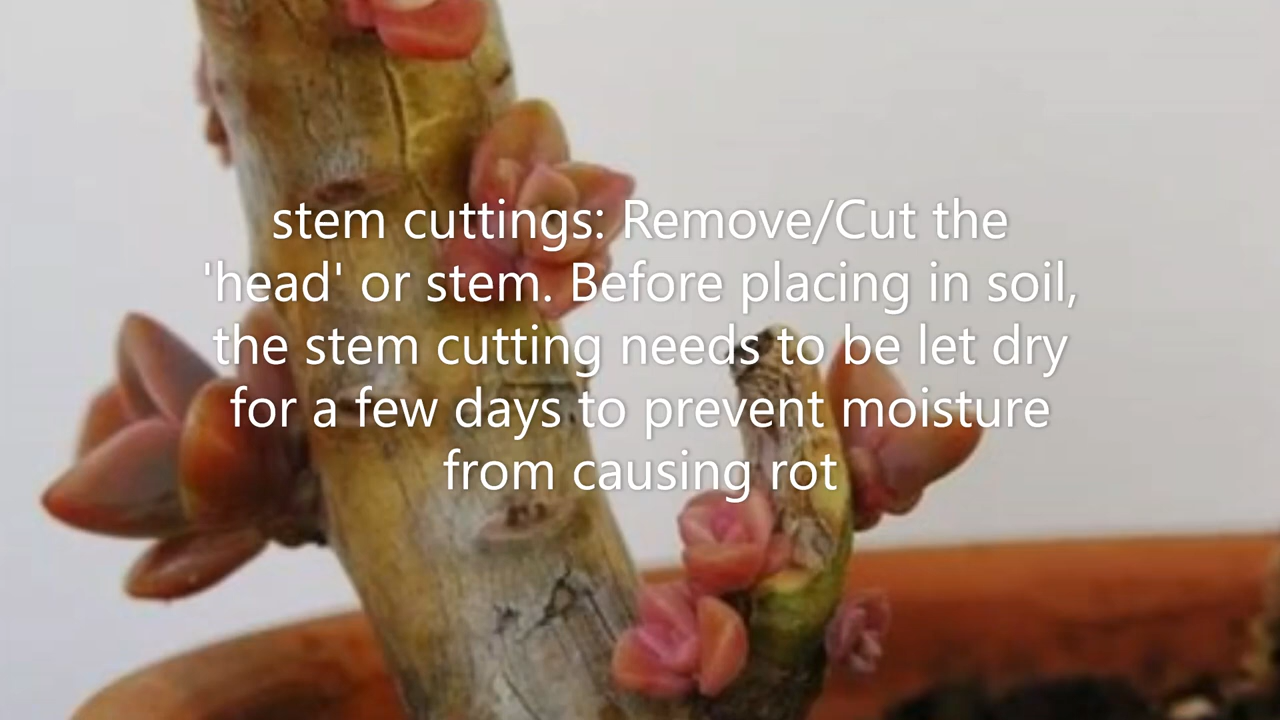 stem cuttings: Remove/Cut the
'head' or stem. Before placing in soil,
the stem cutting needs to be let dry
for a few days to prevent moisture
from causing rot